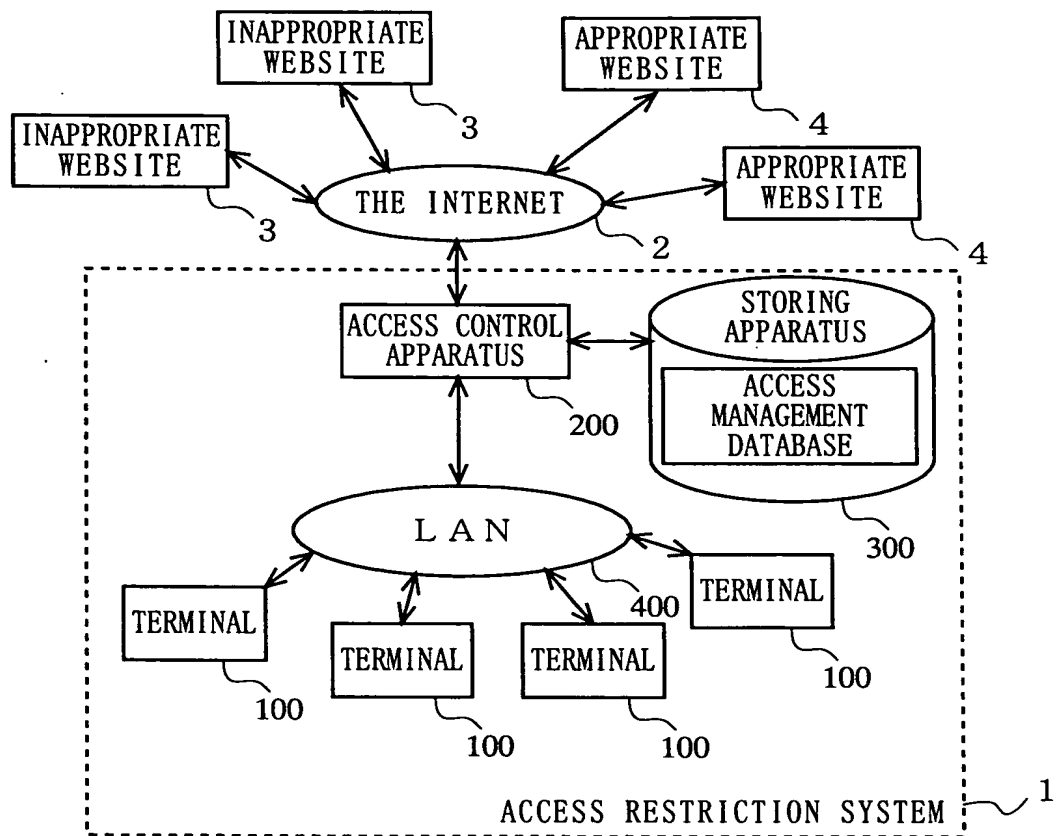 INAPPROPRIATE
WEBSITE
3
APPROPRIATE
WEBSITE
4
INAPPROPRIATE
WEBSITE
3
THE INTERNET
2
APPROPRIATE
WEBSITE
4
ACCESS CONTROL
APPARATUS
200
STORING
APPARATUS
ACCESS
MANAGEMENT
DATABASE
300
LAN
400
TERMINAL
100
TERMINAL
100
TERMINAL
100
TERMINAL
100
ACCESS RESTRICTION SYSTEM
1